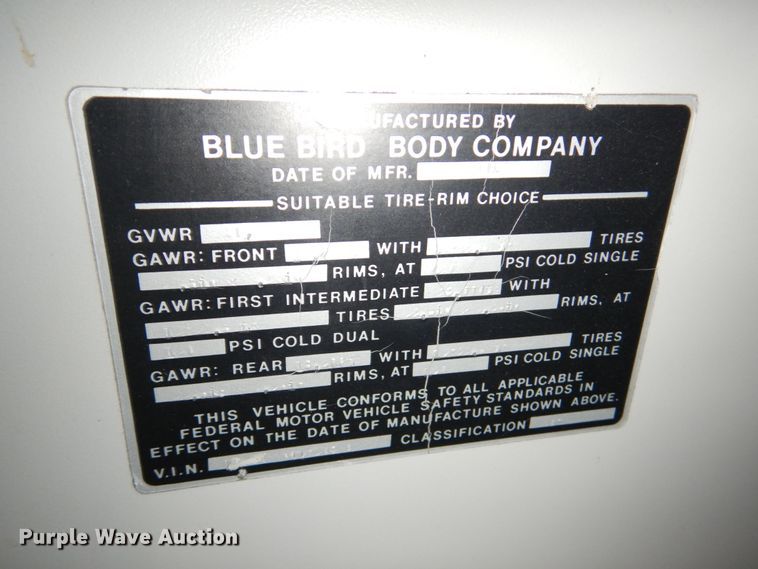 UFACTURED BY
BLUE BIRD BODY COMPANY
DATE OF MFR.
SUITABLE TIRE-RIM CHOICE
GVWR
GAWR: FRONT WITH TIRES
RIMS, AT PSI COLD SINGLE
GAWR: FIRST INTERMEDIATE WITH
TIRES RIMS, AT
PSI COLD DUAL
GAWR: REAR WITH TIRES
RIMS, AT PSI COLD SINGLE
THIS VEHICLE CONFORMS TO ALL APPLICABLE
FEDERAL MOTOR VEHICLE SAFETY STANDARDS IN
EFFECT ON THE DATE OF MANUFACTURE SHOWN ABOVE.
V.I.N. CLASSIFICATION
Purple Wave Auction